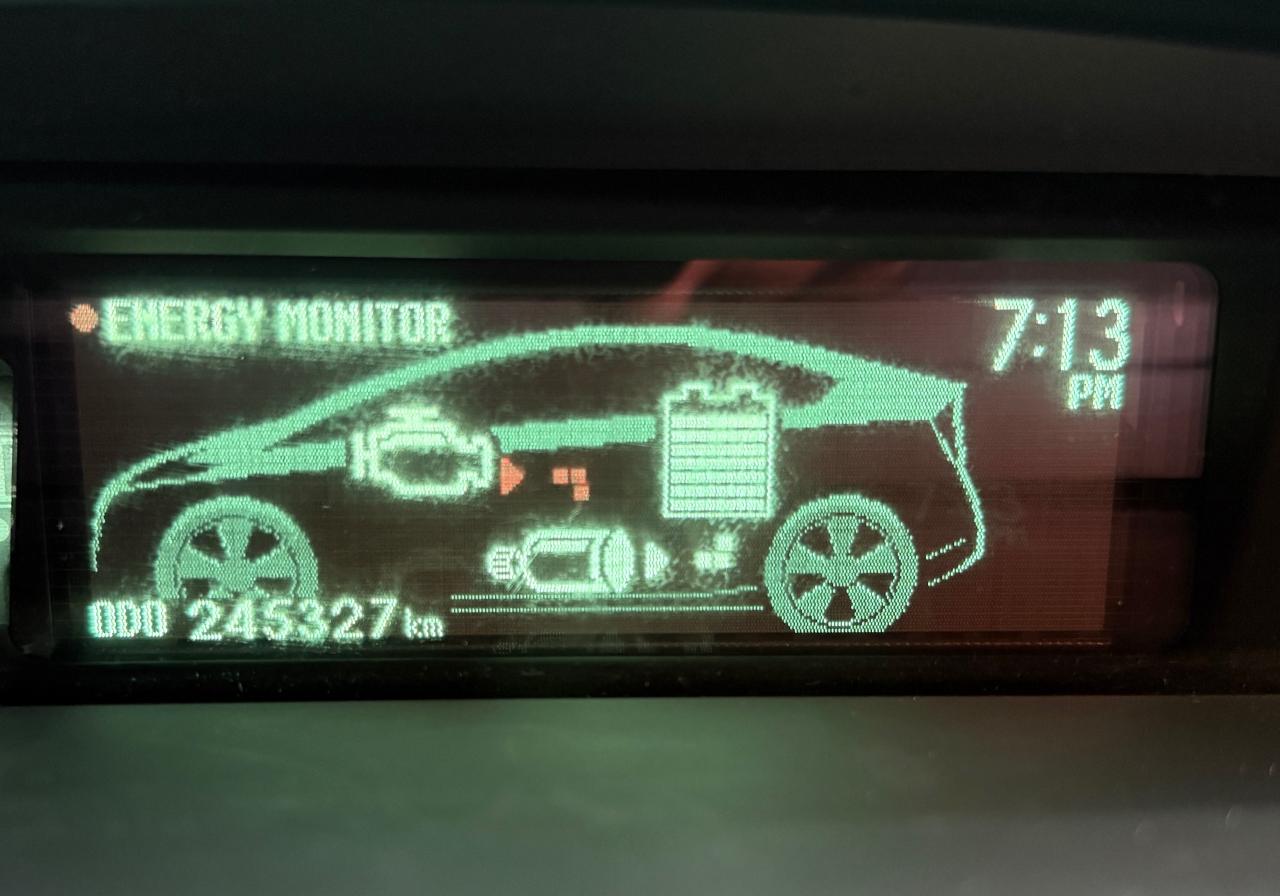 ENERGY MONITOR
7:13
PM
ODO 245327 km